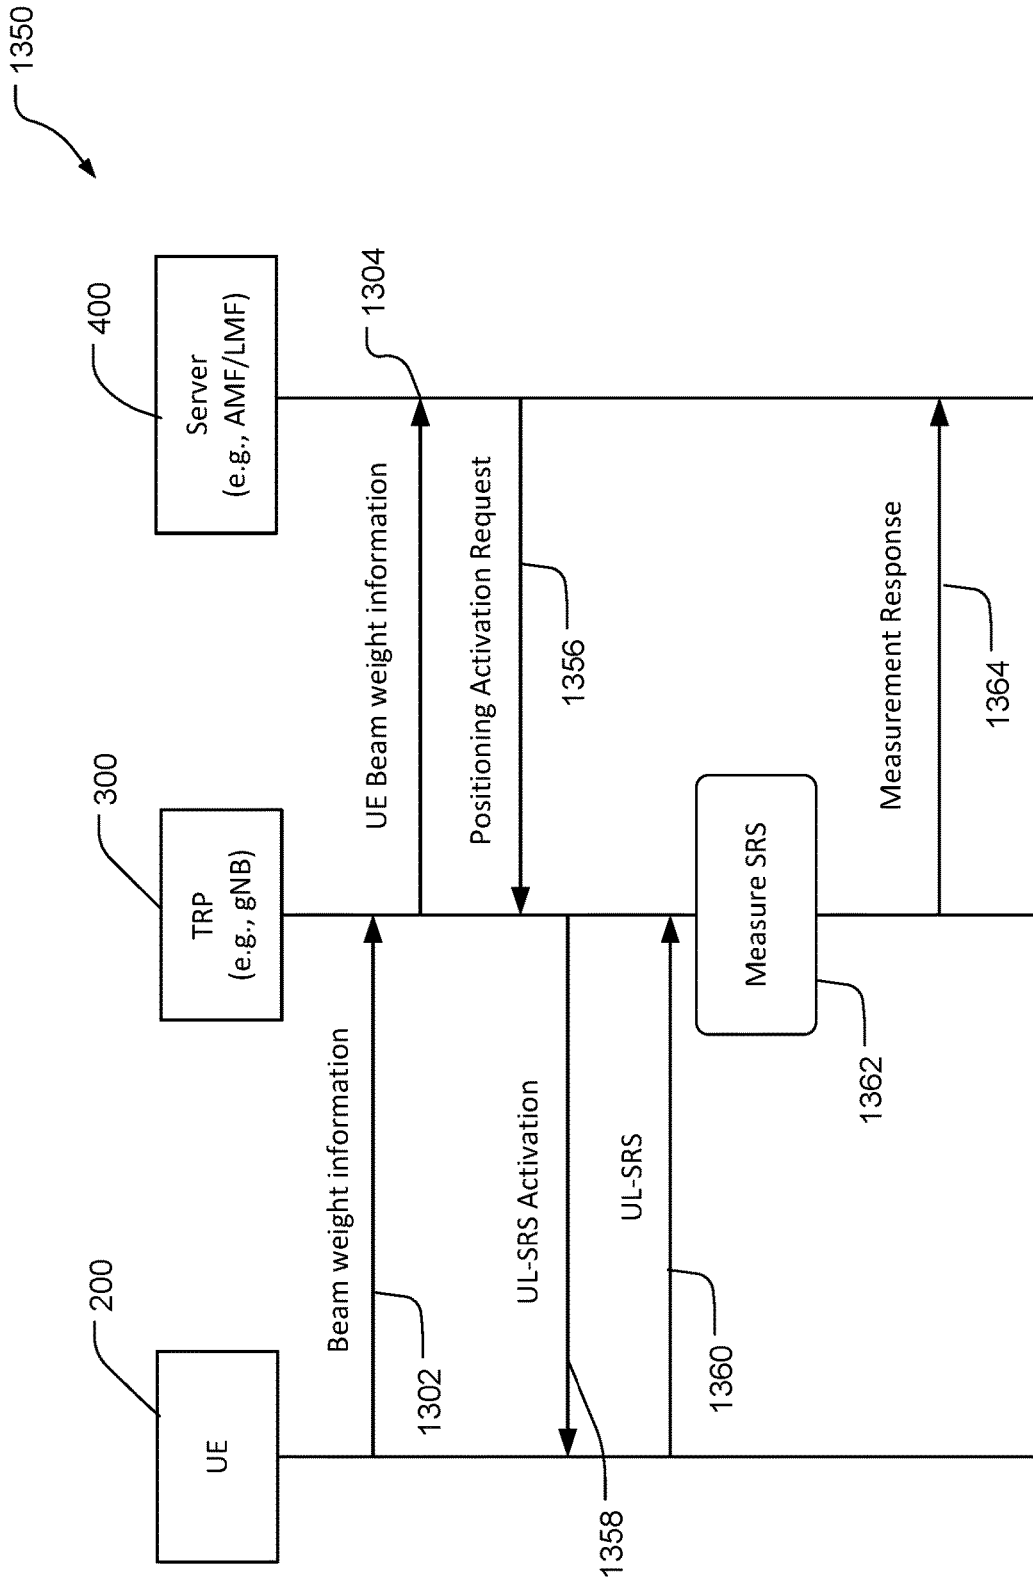 1350
200
UE
300
TRP
(e.g., gNB)
400
Server
(e.g., AMF/LMF)
Beam weight information
1302
UE Beam weight information
1304
Positioning Activation Request
1356
UL-SRS Activation
1358
UL-SRS
1360
Measure SRS
1362
Measurement Response
1364